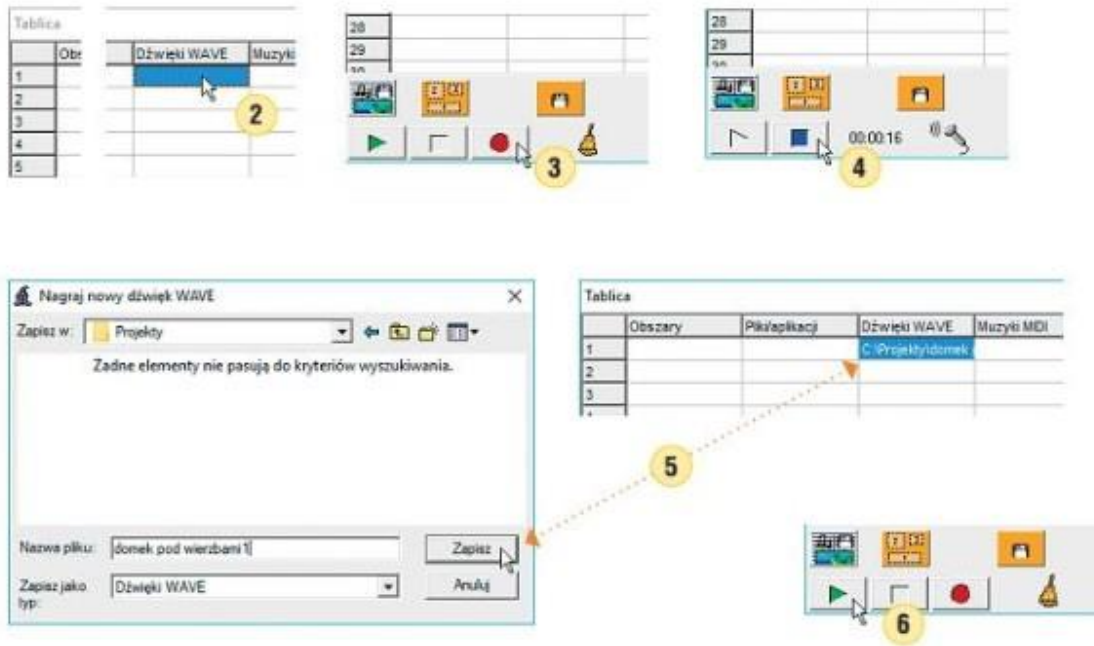 Tablica
Obs
Dźwięki WAVE
Muzyki
1
2
3
4
5
2
28
29
30
3
28
29
30
00:00:16
4
Nagraj nowy dźwięk WAVE
Zapisz w:
Projekty
Żadne elementy nie pasują do kryteriów wyszukiwania.
Nazwa pliku:
domek pod wierzbami1
Zapisz
Zapisz jako typ:
Dźwięki WAVE
Anuluj
Tablica
Obszary
Pliki/aplikacji
Dźwięki WAVE
Muzyki MIDI
1
C:\Projekty\domek
2
3
5
6